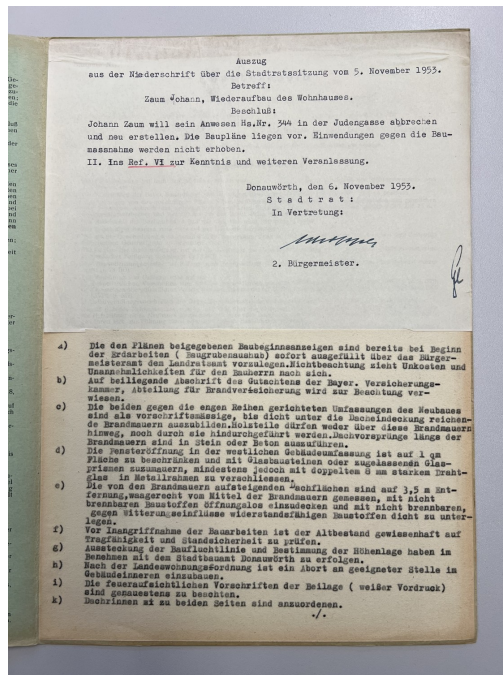 Auszug
aus der Niederschrift über die Stadtratssitzung vom 5. November 1953.
Betreff:
Zaum Johann, Wiederaufbau des Wohnhauses.
Beschluß:
Johann Zaum will sein Anwesen Hs.Nr. 344 in der Judengasse abbrechen
und neu erstellen. Die Baupläne liegen vor. Einwendungen gegen die Bau-
massnahme werden nicht erhoben.
II. Ins Ref. VI zur Kenntnis und weiteren Veranlassung.
Donauwörth, den 6. November 1953.
S t a d t r a t :
In Vertretung:
2. Bürgermeister.
a) Die den Plänen beigegebenen Baubeginnsanzeigen sind bereits bei Beginn
der Erdarbeiten ( Baugrubenaushub) sofort ausgefüllt über das Bürger-
meisteramt dem Landratsamt vorzulegen.Nichtbeachtung zieht Unkosten und
Unannehmlichkeiten für den Bauherrn nach sich.
b) Auf beiliegende Abschrift des Gutachtens der Bayer. Versicherungs-
kammer, Abteilung für Brandversicherung wird zur Beachtung ver-
wiesen.
c) Die beiden gegen die engen Reihen gerichteten Umfassungen des Neubaues
sind als vorschriftsmässige, bis dicht unter die Dacheindeckung reichen-
de Brandmauern auszubilden.Holzteile dürfen weder über diese Brandmauern
hinweg, noch durch sie hindurchgeführt werden.Dachvorsprünge längs der
Brandmauern sind in Stein oder Beton auszuführen.
d) Die Fensteröffnung in der westlichen Gebäudeumfassung ist auf 1 qm
Fläche zu beschränken und mit Glasbausteinen oder zugelassenen Glas-
prismen zuzumauern, mindestens jedoch mit doppelten 8 mm starkem Draht-
glas in Metallrahmen zu verschliessen.
e) Die von den Brandmauern aufsteigenden Dachflächen sind auf 3,5 m Ent-
fernung,waagerecht vom Mittel der Brandmauern gemessen, mit nicht
brennbaren Baustoffen öffnungslos einzudecken und mit nicht brennbaren,
gegen Witterungseinflüsse widerstandsfähigen Baustoffen dicht zu unter-
legen.
f) Vor Inangriffnahme der Bauarbeiten ist der Altbestand gewissenhaft auf
Tragfähigkeit und Standsicherheit zu prüfen.
g) Aussteckung der Baufluchtlinie und Bestimmung der Höhenlage haben im
Benehmen mit dem Stadtbauamt Donauwörth zu erfolgen.
h) Nach der Landeswohnungsfordnung ist ein Abort an geeigneter Stelle im
Gebäudeinnern einzubauen.
i) Die feueraufsichtlichen Vorschriften der Beilage ( weißer Vordruck)
sind genauestens zu beachten.
k) Dachrinnen zu beiden Seiten sind anzuordenen.
./.